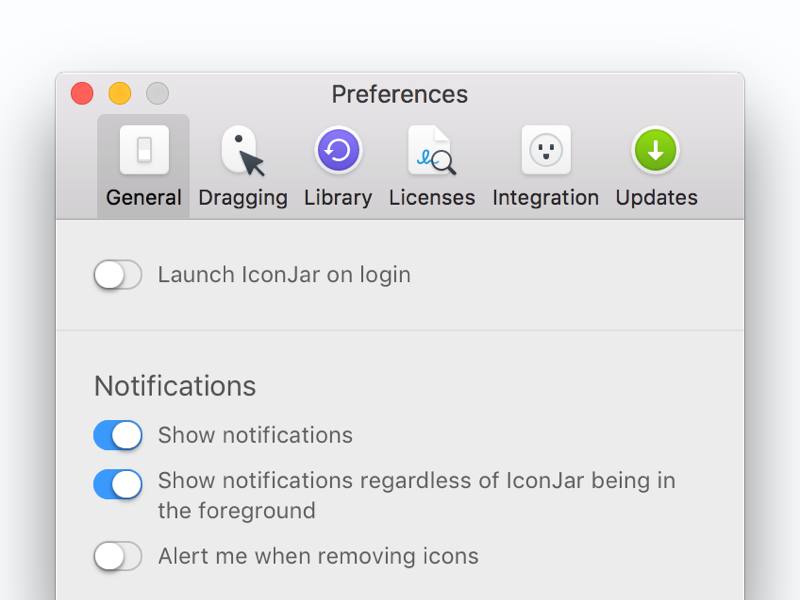 Preferences
General Dragging Library Licenses Integration Updates
Launch IconJar on login
Notifications
Show notifications
Show notifications regardless of IconJar being in
the foreground
Alert me when removing icons